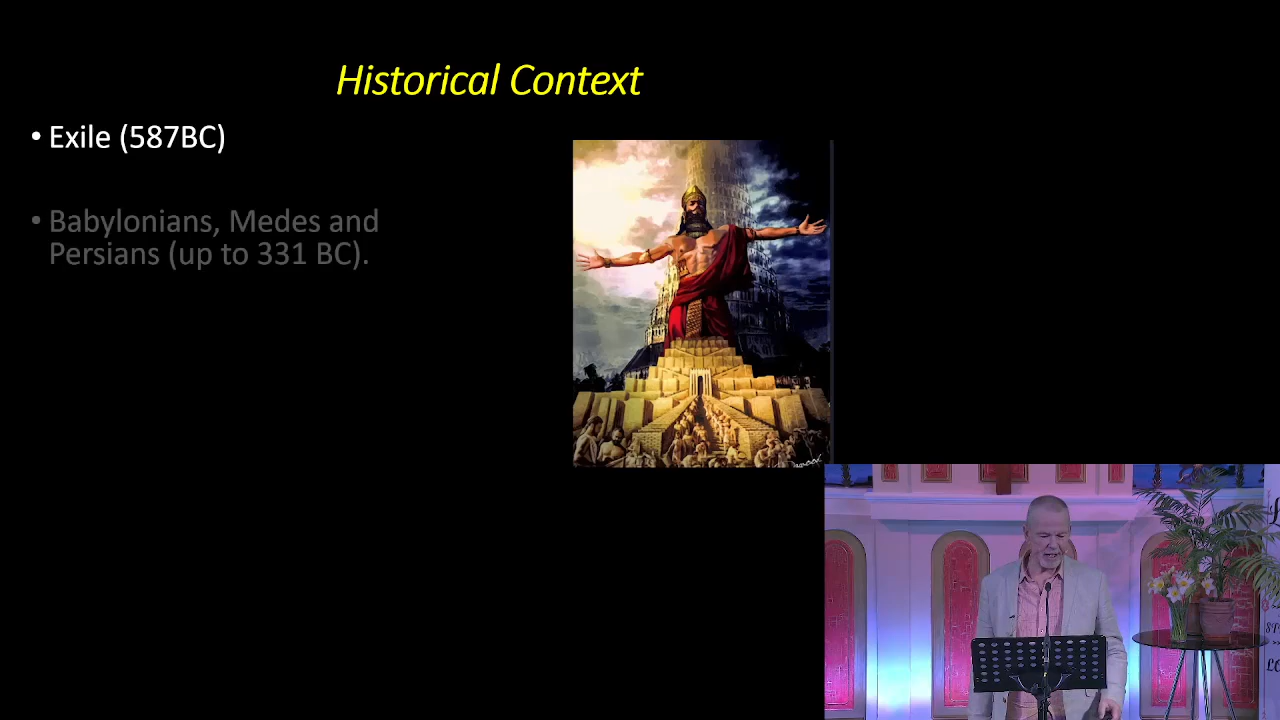 Historical Context
• Exile (587BC)
• Babylonians, Medes and
Persians (up to 331 BC).